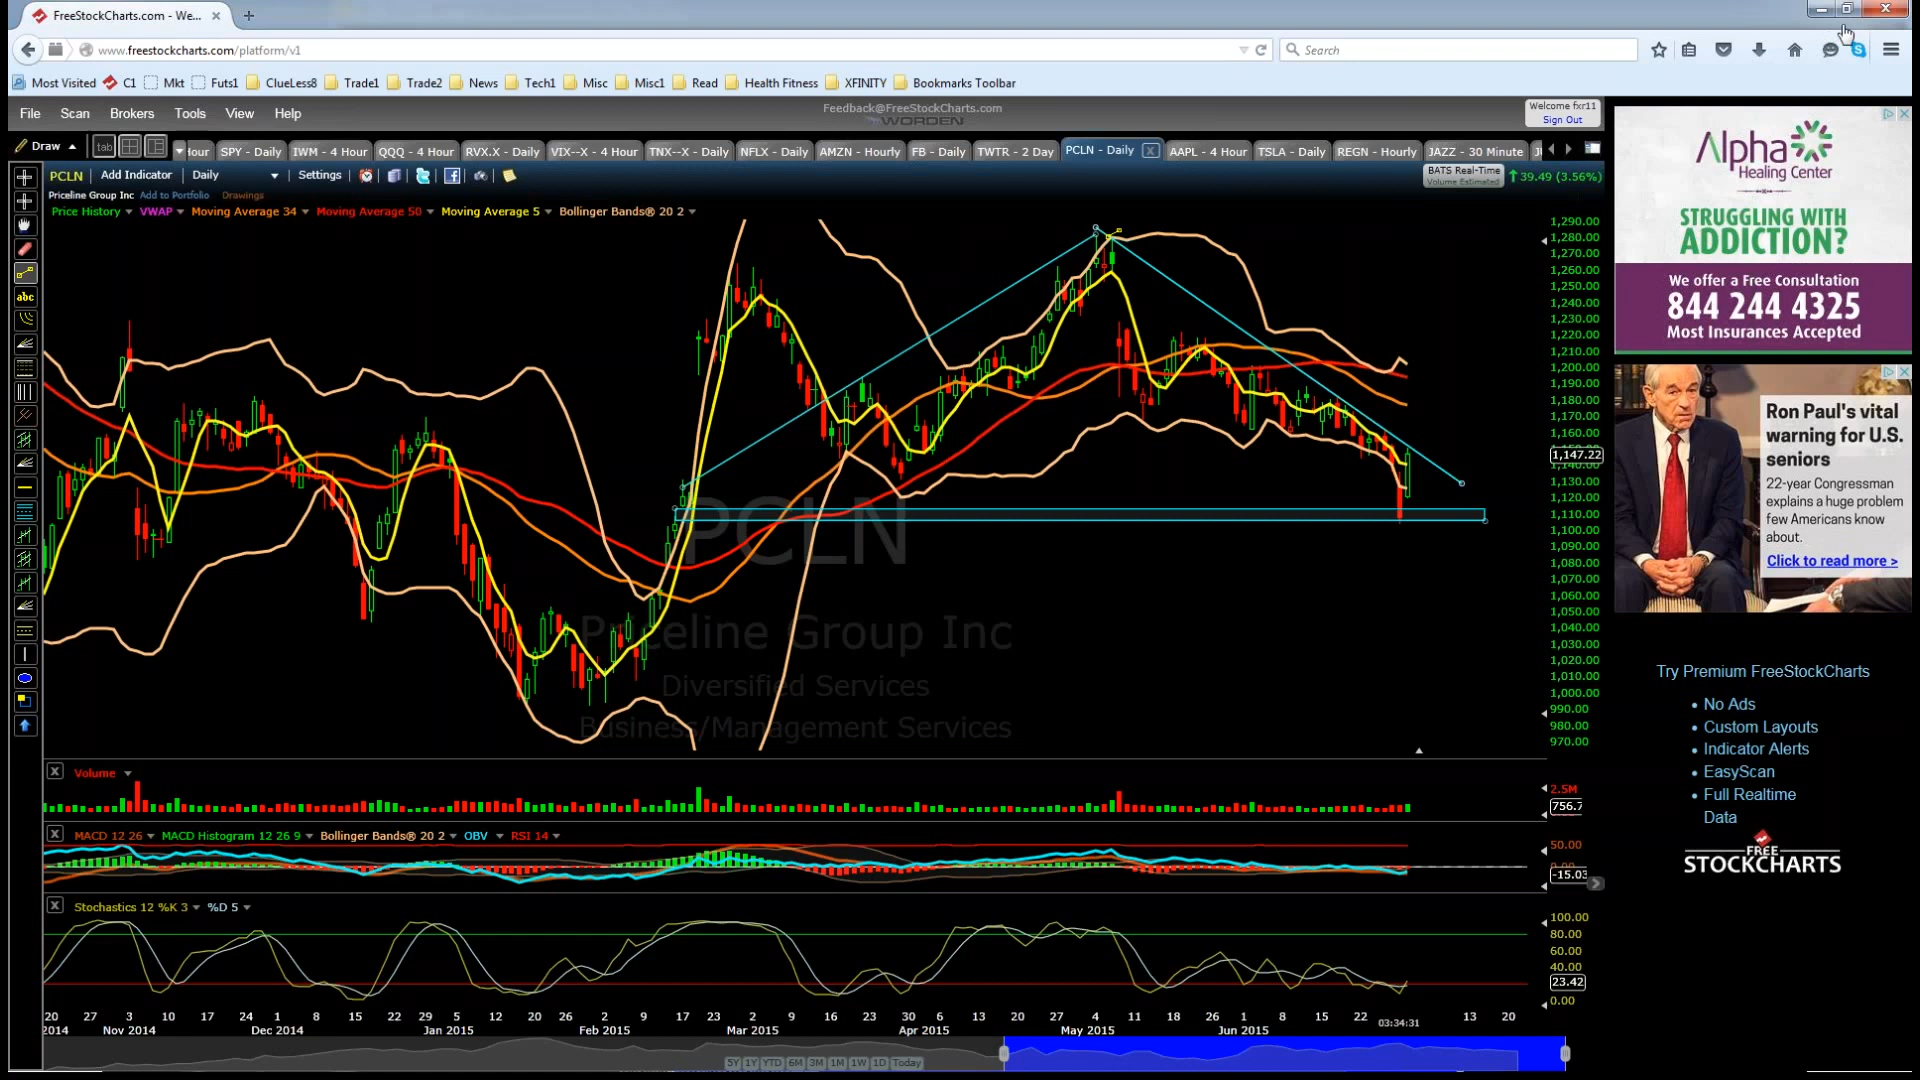 FreeStockCharts.com - We...
www.freestockcharts.com/platform/v1
Search
Most Visited C1 Mkt Futs1 ClueLess8 Trade1 Trade2 News Tech1 Misc Misc1 Read Health Fitness XFINITY Bookmarks Toolbar
File Scan Brokers Tools View Help
Feedback@FreeStockCharts.com
WORDEN
Welcome fxr11
Sign Out
Draw tab Hour SPY - Daily IWM - 4 Hour QQQ - 4 Hour RVX.X - Daily VIX--X - 4 Hour TNX--X - Daily NFLX - Daily AMZN - Hourly FB - Daily TWTR - 2 Day PCLN - Daily X AAPL - 4 Hour TSLA - Daily REGN - Hourly JAZZ - 30 Minute
PCLN Add Indicator Daily Settings
BATS Real-Time
Volume Estimated
39.49 (3.56%)
Priceline Group Inc Add to Portfolio Drawings
Price History VWAP Moving Average 34 Moving Average 50 Moving Average 5 Bollinger Bands® 20 2
abc
1,290.00
1,280.00
1,270.00
1,260.00
1,250.00
1,240.00
1,230.00
1,220.00
1,210.00
1,200.00
1,190.00
1,180.00
1,170.00
1,160.00
1,147.22
1,130.00
1,120.00
1,110.00
1,100.00
1,090.00
1,080.00
1,070.00
1,060.00
1,050.00
1,040.00
1,030.00
1,020.00
1,010.00
1,000.00
990.00
980.00
970.00
PCLN
Priceline Group Inc
Diversified Services
Business/Management Services
X Volume
2.5M
756.7
X MACD 12 26 MACD Histogram 12 26 9 Bollinger Bands® 20 2 OBV RSI 14
50.00
0.00
-15.03
X Stochastics 12 %K 3 %D 5
100.00
80.00
60.00
40.00
23.42
0.00
20 27 3 10 17 24 1 8 15 22 29 5 12 20 26 2 9 17 23 2 9 16 23 30 6 13 20 27 4 11 18 26 1 8 15 22 03:34:31 13 20
2014 Nov 2014 Dec 2014 Jan 2015 Feb 2015 Mar 2015 Apr 2015 May 2015 Jun 2015
5Y 1Y YTD 6M 3M 1M 1W 1D Today
Alpha
Healing Center
STRUGGLING WITH
ADDICTION?
We offer a Free Consultation
844 244 4325
Most Insurances Accepted
Ron Paul's vital
warning for U.S.
seniors
22-year Congressman
explains a huge problem
few Americans know
about.
Click to read more >
Try Premium FreeStockCharts
• No Ads
• Custom Layouts
• Indicator Alerts
• EasyScan
• Full Realtime
Data
FREE
STOCKCHARTS